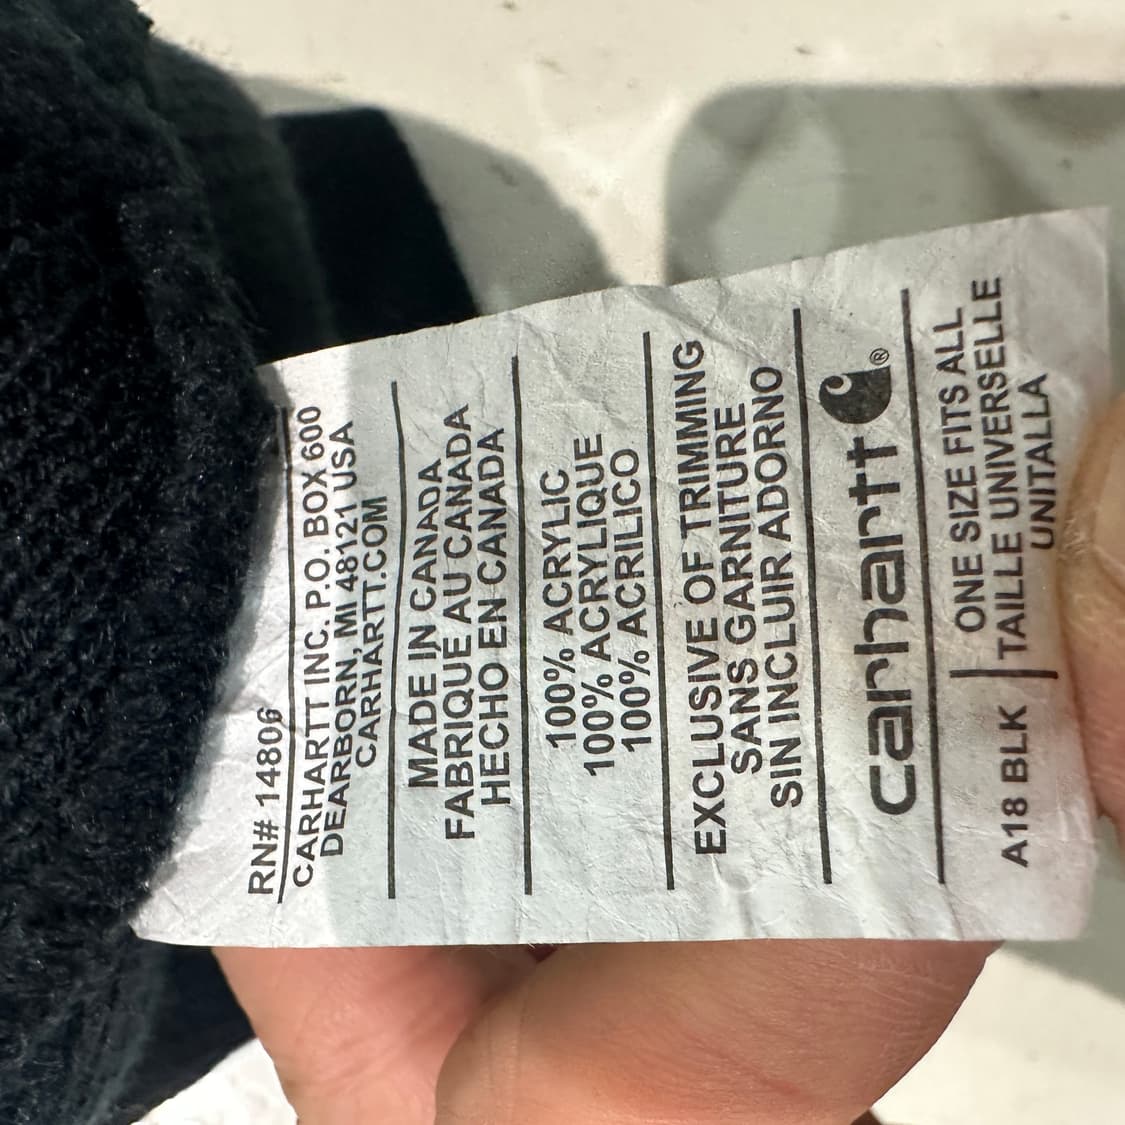 RN# 14806
CARHARTT INC. P.O. BOX 600
DEARBORN, MI 48121 USA
CARHARTT.COM
MADE IN CANADA
FABRIQUE AU CANADA
HECHO EN CANADA
100% ACRYLIC
100% ACRYLIQUE
100% ACRILICO
EXCLUSIVE OF TRIMMING
SANS GARNITURE
SIN INCLUIR ADORNO
carhartt ®
A18 BLK
ONE SIZE FITS ALL
TAILLE UNIVERSELLE
UNITALLA